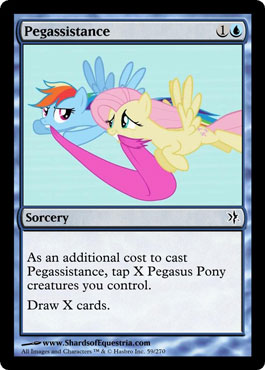 Pegassistance 1
Sorcery
As an additional cost to cast
Pegassistance, tap X Pegasus Pony
creatures you control.
Draw X cards.
www.ShardsofEquestria.com
All Images and Characters ™ & © Hasbro Inc. 59/270